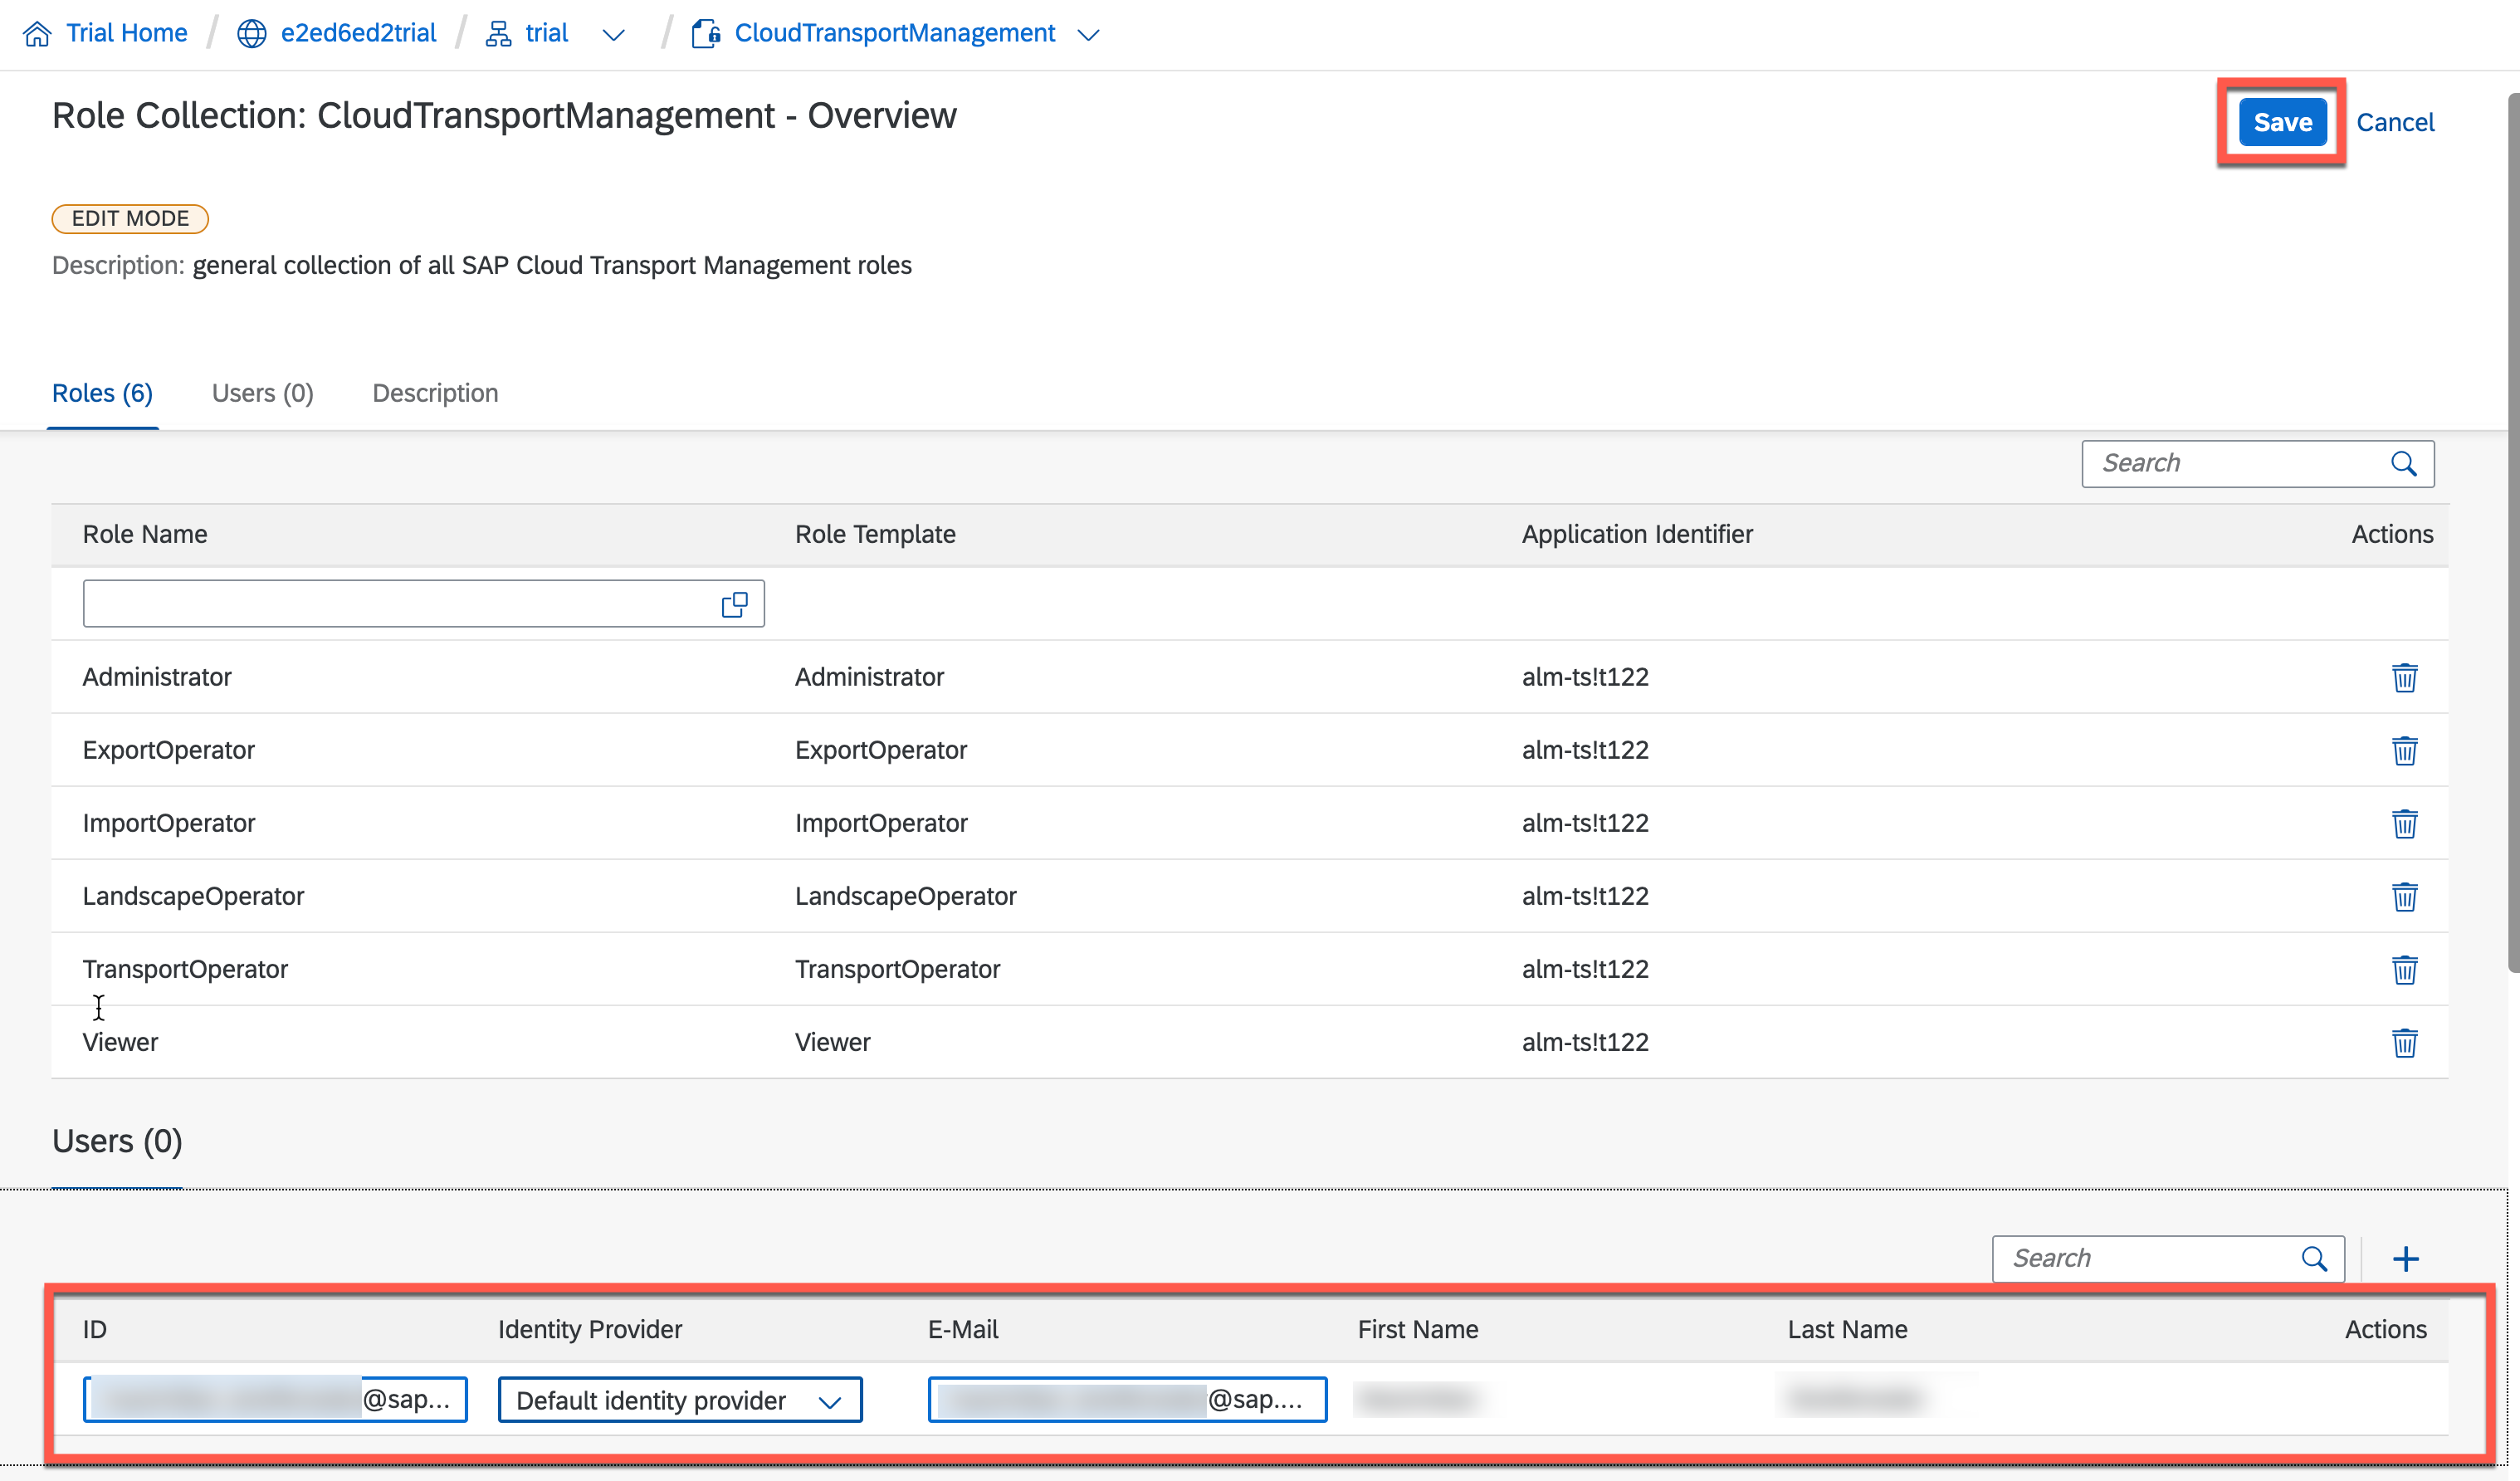 Trial Home / e2ed6ed2trial / trial / CloudTransportManagement
Role Collection: CloudTransportManagement - Overview
Save
Cancel
EDIT MODE
Description: general collection of all SAP Cloud Transport Management roles
Roles (6) Users (0) Description
Search
Role Name Role Template Application Identifier Actions
Administrator Administrator alm-ts!t122
ExportOperator ExportOperator alm-ts!t122
ImportOperator ImportOperator alm-ts!t122
LandscapeOperator LandscapeOperator alm-ts!t122
TransportOperator TransportOperator alm-ts!t122
Viewer Viewer alm-ts!t122
Users (0)
Search
ID Identity Provider E-Mail First Name Last Name Actions
@sap... Default identity provider @sap....